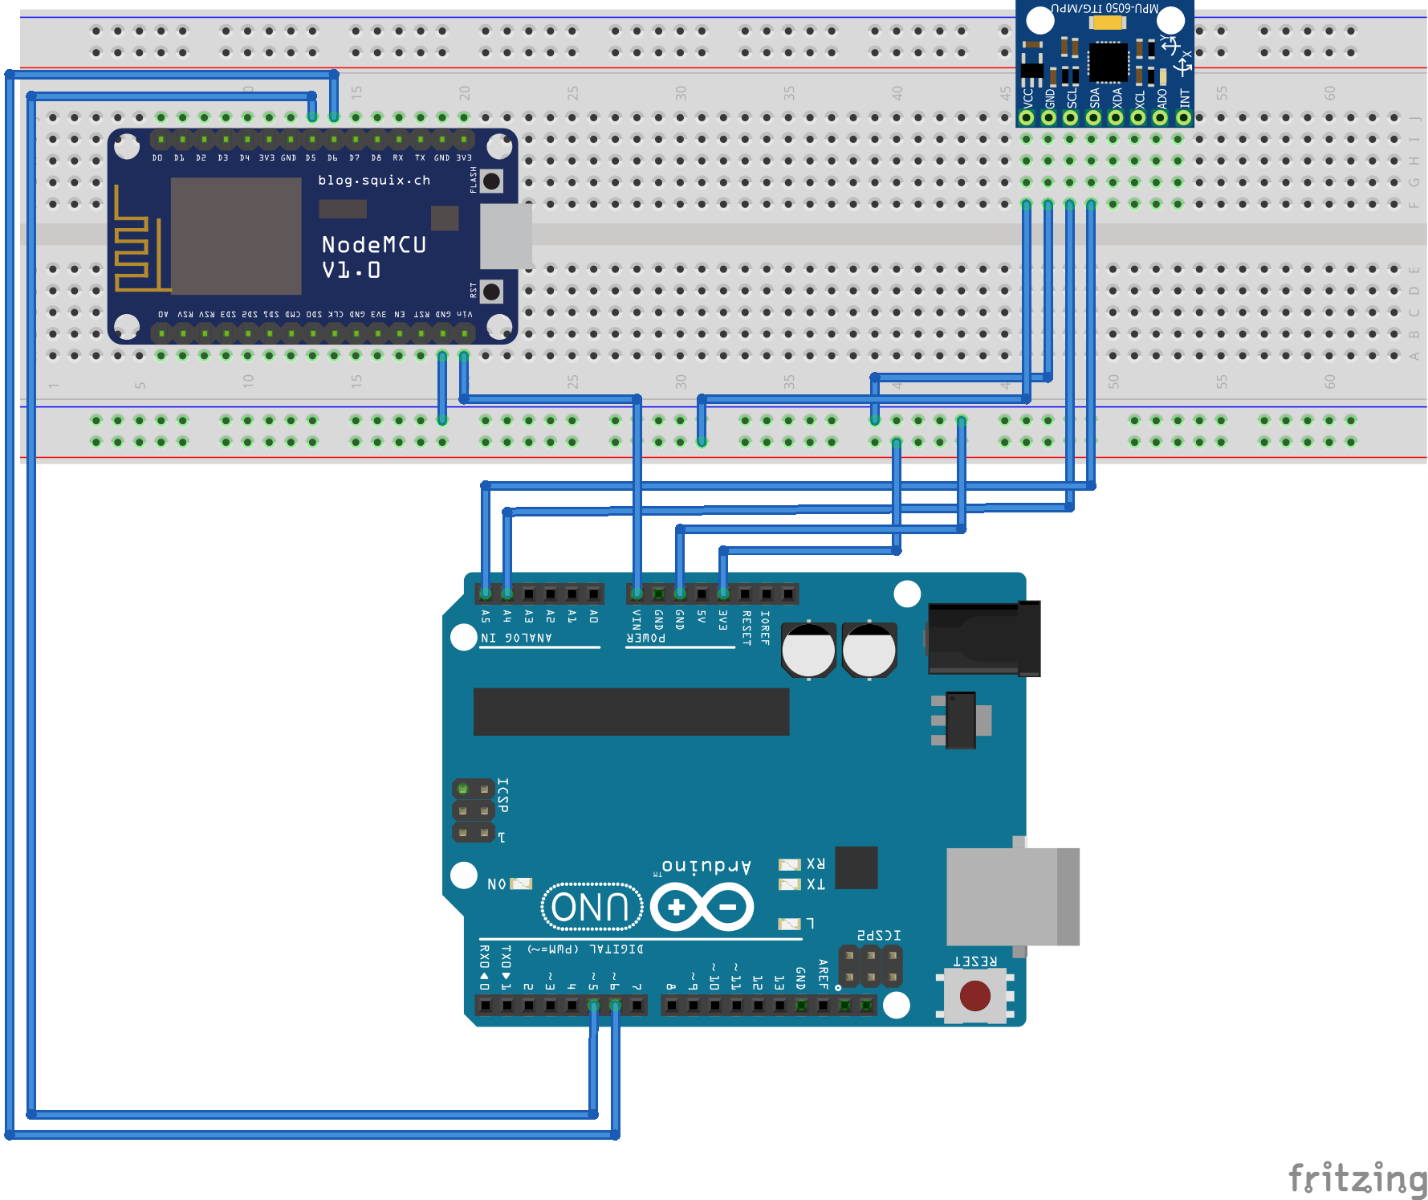 MPU-6050 ITG/MPU
Y
X
VCC GND SCL SDA XDA XCL ADO INT
10 15 20 25 30 35 40 45 50 55 60
J
I
H
G
F
D0 D1 D2 D3 D4 3V3 GND D5 D6 D7 D8 RX TX GND 3V3
blog.squix.ch
FLASH
NodeMCU
V1.0
RST
A0 RSV RSV SD3 SD2 SD1 CMD SD0 CLK GND 3V3 EN RST GND Vin
E
D
C
B
A
1 5 10 15 20 25 30 35 40 45 50 55 60
A5 A4 A3 A2 A1 A0
VIN GND GND 5V 3V3 RESET IOREF
ANALOG IN
POWER
ICSP
1
Arduino
TM
RX
TX
ON
UNO
L
ICSP2
DIGITAL (PWM=~)
RESET
RX0 TX0
0 1 2 ~3 4 ~5 ~6 7 8 ~9 ~10 ~11 12 13 GND AREF
fritzing